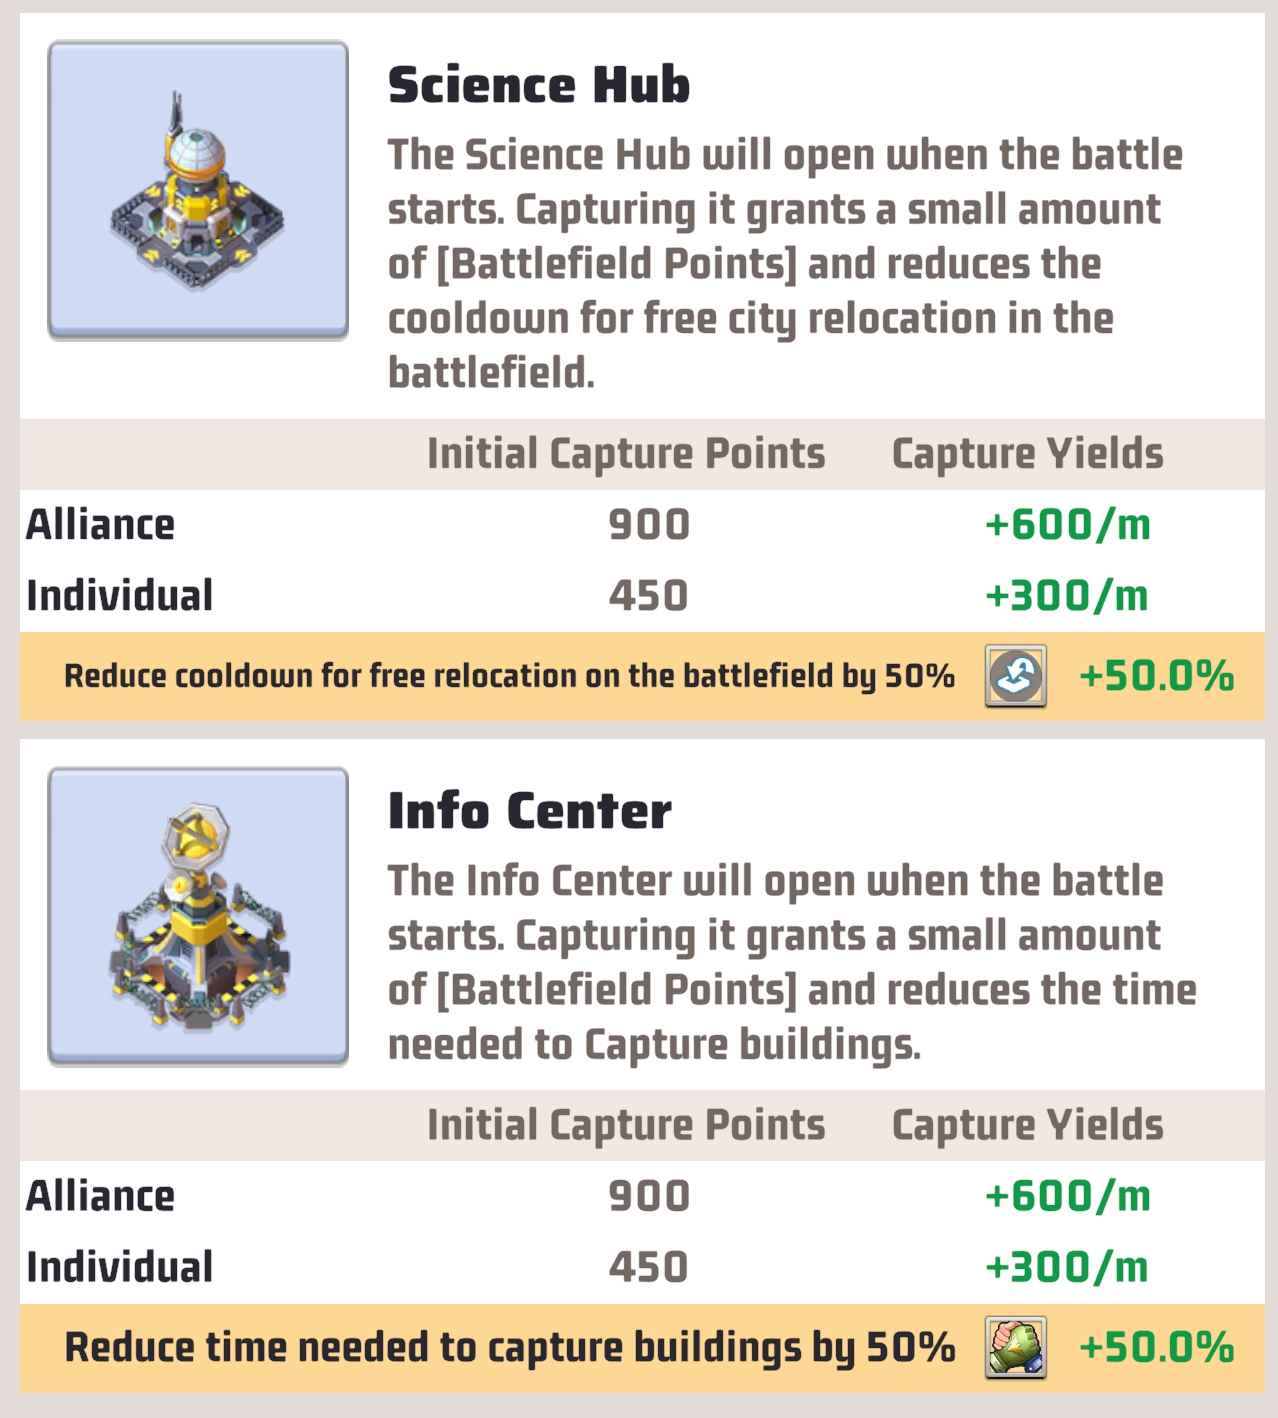 Science Hub
The Science Hub will open when the battle
starts. Capturing it grants a small amount
of [Battlefield Points] and reduces the
cooldown for free city relocation in the
battlefield.
Initial Capture Points Capture Yields
Alliance 900 +600/m
Individual 450 +300/m
Reduce cooldown for free relocation on the battlefield by 50% +50.0%
Info Center
The Info Center will open when the battle
starts. Capturing it grants a small amount
of [Battlefield Points] and reduces the time
needed to Capture buildings.
Initial Capture Points Capture Yields
Alliance 900 +600/m
Individual 450 +300/m
Reduce time needed to capture buildings by 50% +50.0%